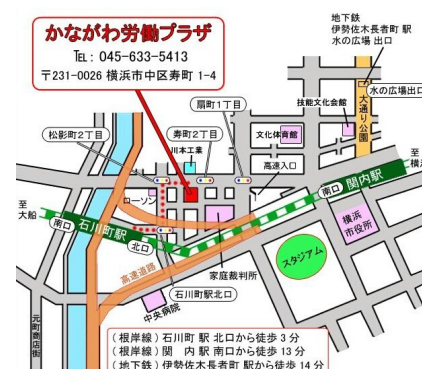 かながわ労働プラザ
TEL: 045-633-5413
〒231-0026 横浜市中区寿町 1-4
地下鉄
伊勢佐木長者町 駅
水の広場 出口
水の広場出口
大通り公園
技能文化会館
扇町1丁目
松影町2丁目
寿町2丁目
文化体育館
川本工業
高速入口
至
横浜
関内駅
南口
ローソン
至
大船
南口
石川町駅
北口
横浜
市役所
スタジアム
家庭裁判所
高速道路
石川町駅北口
中央病院
元町商店街
(根岸線) 石川町 駅 北口から徒歩 3 分
(根岸線) 関 内 駅 南口から徒歩 13 分
(地下鉄) 伊勢佐木長者町 駅から徒歩 14 分